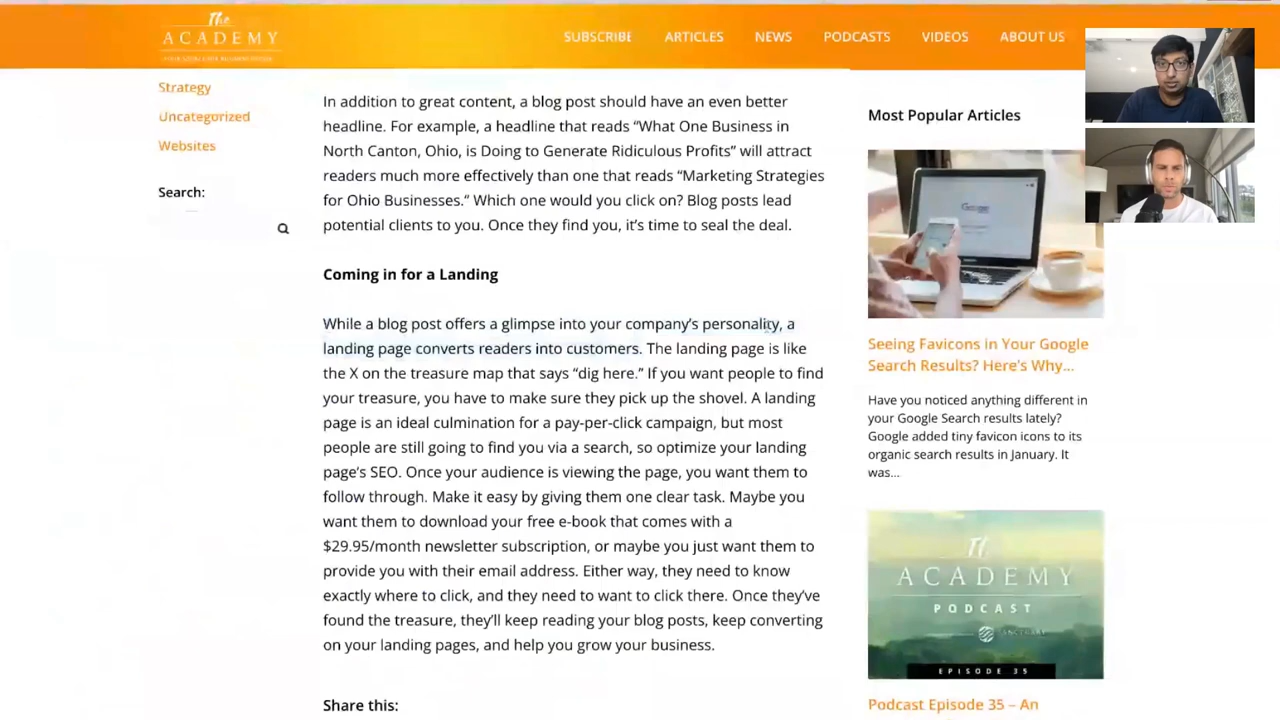 The
ACADEMY
SUBSCRIBE
ARTICLES
NEWS
PODCASTS
VIDEOS
ABOUT US
Strategy
Uncategorized
Websites
Search:
In addition to great content, a blog post should have an even better
headline. For example, a headline that reads “What One Business in
North Canton, Ohio, is Doing to Generate Ridiculous Profits” will attract
readers much more effectively than one that reads “Marketing Strategies
for Ohio Businesses.” Which one would you click on? Blog posts lead
potential clients to you. Once they find you, it’s time to seal the deal.
Coming in for a Landing
While a blog post offers a glimpse into your company’s personality, a
landing page converts readers into customers. The landing page is like
the X on the treasure map that says “dig here.” If you want people to find
your treasure, you have to make sure they pick up the shovel. A landing
page is an ideal culmination for a pay-per-click campaign, but most
people are still going to find you via a search, so optimize your landing
page’s SEO. Once your audience is viewing the page, you want them to
follow through. Make it easy by giving them one clear task. Maybe you
want them to download your free e-book that comes with a
$29.95/month newsletter subscription, or maybe you just want them to
provide you with their email address. Either way, they need to know
exactly where to click, and they need to want to click there. Once they’ve
found the treasure, they’ll keep reading your blog posts, keep converting
on your landing pages, and help you grow your business.
Share this:
Most Popular Articles
Google
Seeing Favicons in Your Google
Search Results? Here's Why...
Have you noticed anything different in
your Google Search results lately?
Google added tiny favicon icons to its
organic search results in January. It
was...
ACADEMY
PODCAST
EPISODE 35
Podcast Episode 35 – An